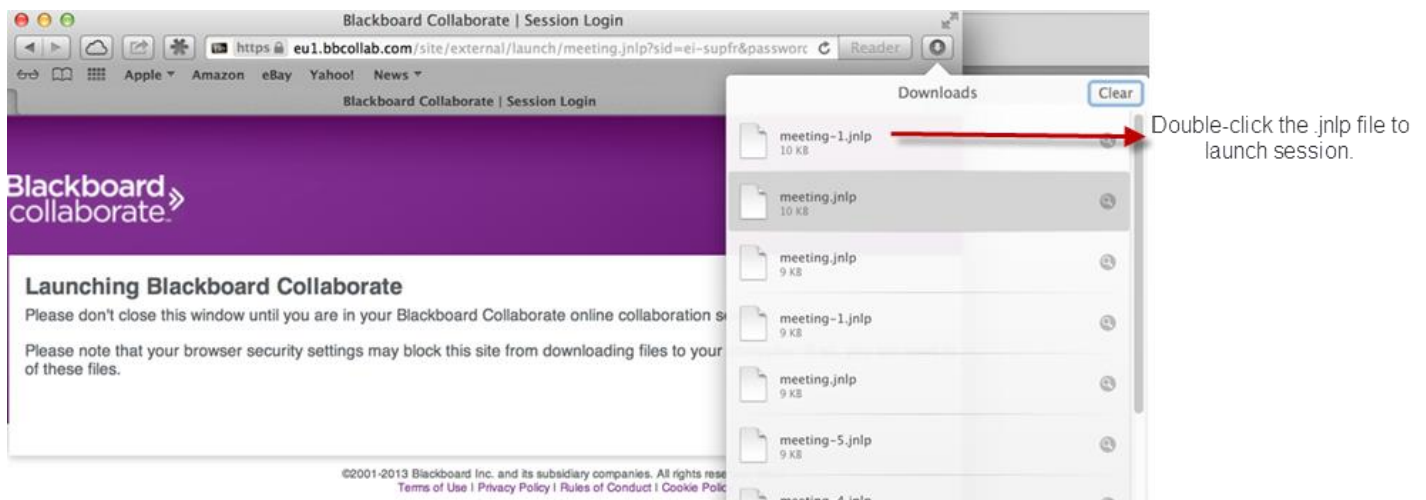 Blackboard Collaborate | Session Login
https eu1.bbcollab.com/site/external/launch/meeting.jnlp?sid=ei-supfr&passworc Reader
Apple Amazon eBay Yahoo! News
Blackboard Collaborate | Session Login
Downloads Clear
meeting-1.jnlp
10 KB
Double-click the .jnlp file to
launch session.
meeting.jnlp
10 KB
Blackboard
collaborate
meeting.jnlp
9 KB
Launching Blackboard Collaborate
Please don't close this window until you are in your Blackboard Collaborate online collaboration
meeting-1.jnlp
9 KB
Please note that your browser security settings may block this site from downloading files to your
of these files.
meeting.jnlp
9 KB
meeting-5.jnlp
9 KB
©2001-2013 Blackboard Inc. and its subsidiary companies. All rights rese
Terms of Use | Privacy Policy | Rules of Conduct | Cookie Polic
meeting-4.jnlp